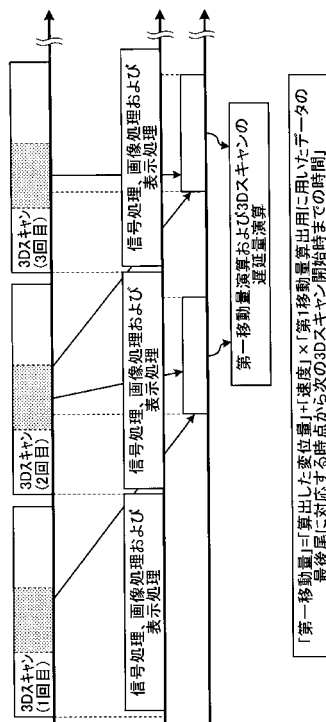 3Dスキャン
(1回目)
3Dスキャン
(2回目)
3Dスキャン
(3回目)
信号処理、画像処理および
表示処理
信号処理、画像処理および
表示処理
信号処理、画像処理および
表示処理
第一移動量演算および3Dスキャンの
遅延量演算
「第一移動量」=「算出した変位量」+「速度」×「第1移動量算出用に用いたデータの
最後尾に対応する時点から次の3Dスキャン開始時までの時間」